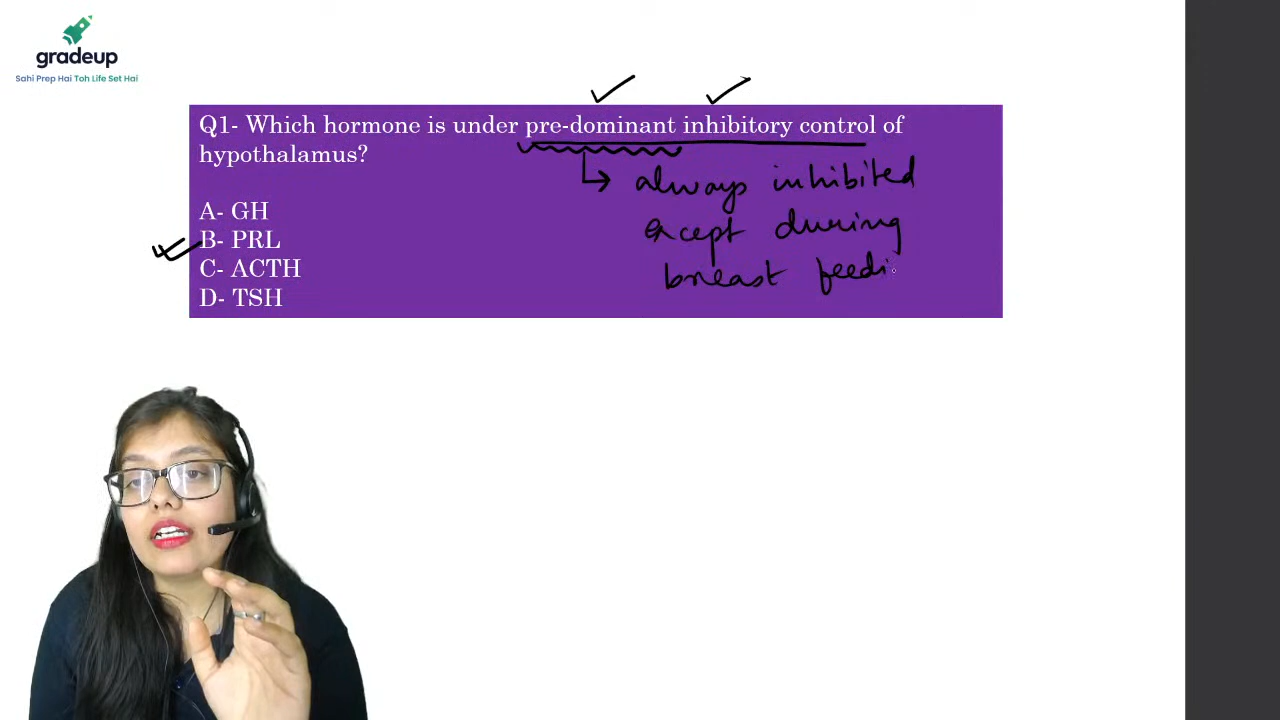 gradeup
Sahi Prep Hai Toh Life Set Hai
Q1- Which hormone is under pre-dominant inhibitory control of
hypothalamus?
always inhibited
A- GH
except during
B- PRL
breast feedi
C- ACTH
D- TSH